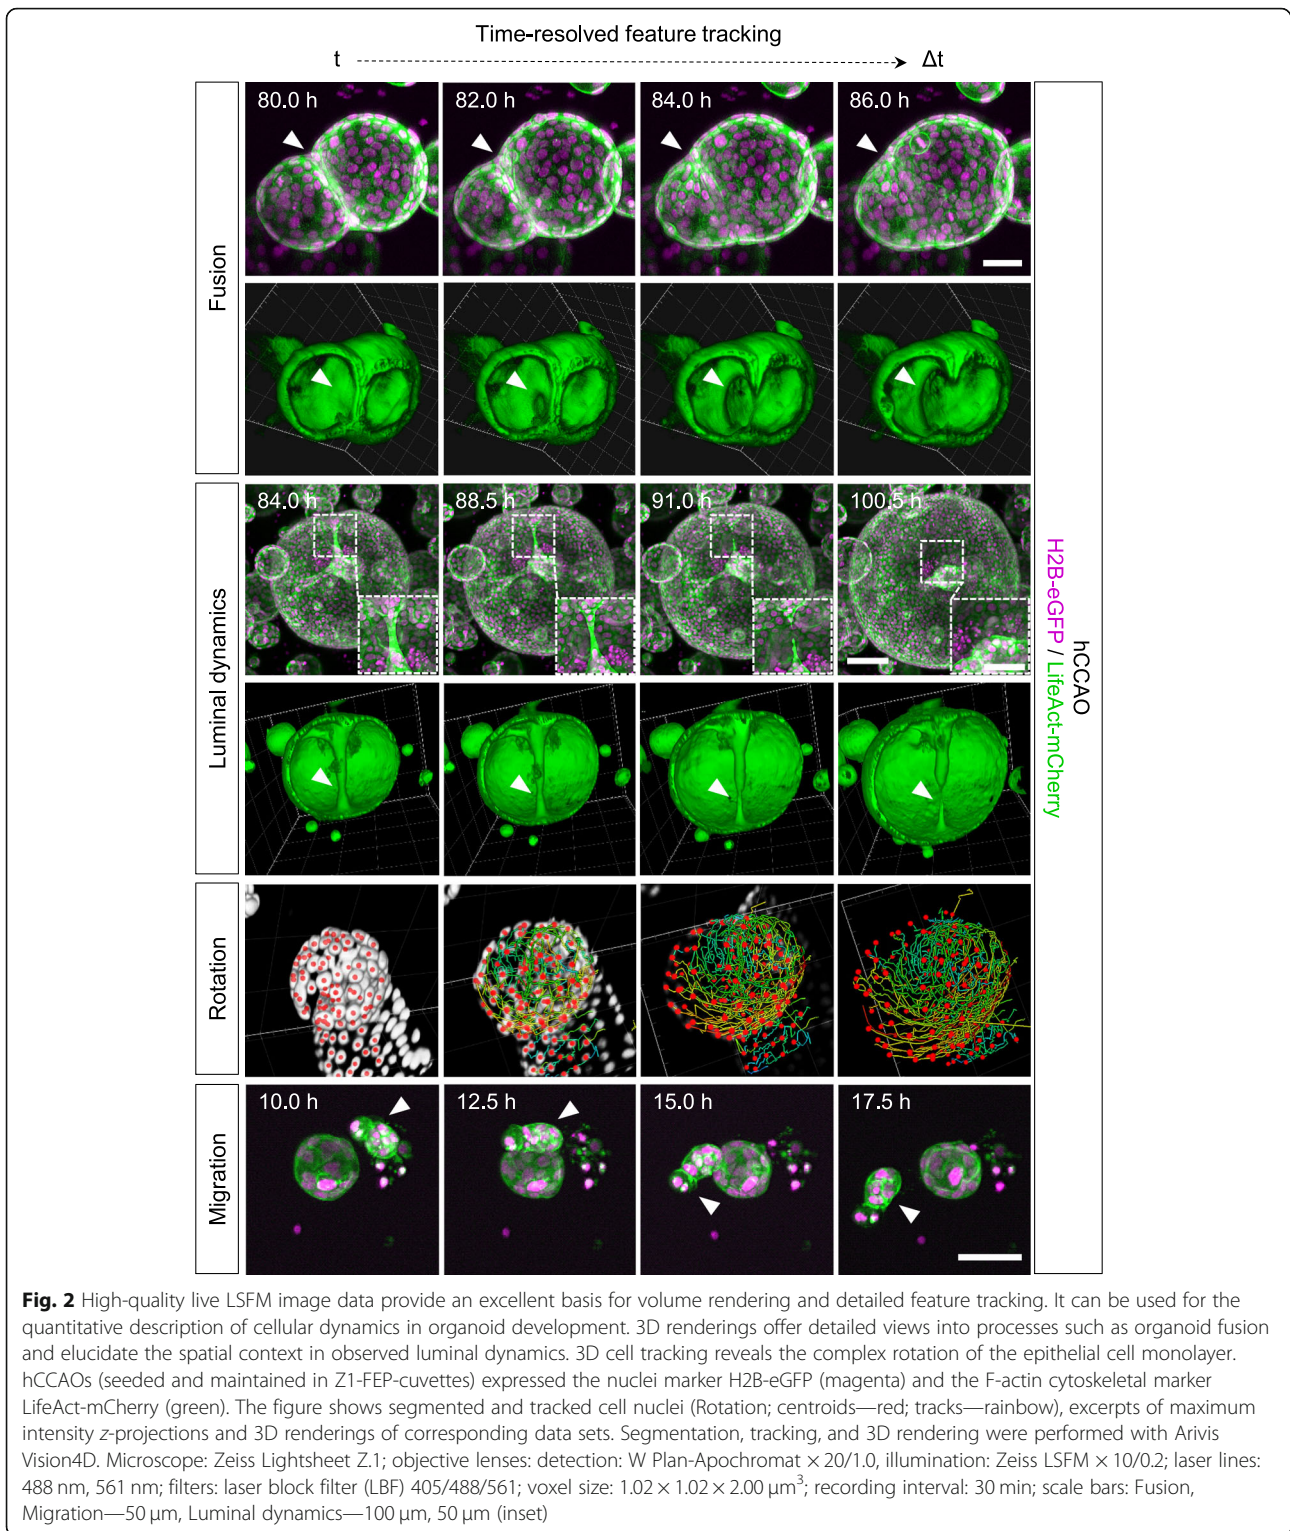 Time-resolved feature tracking
t
Δt
Fusion
80.0 h
82.0 h
84.0 h
86.0 h
Luminal dynamics
84.0 h
88.5 h
91.0 h
100.5 h
Rotation
Migration
10.0 h
12.5 h
15.0 h
17.5 h
hCCAO
H2B-eGFP / LifeAct-mCherry
Fig. 2 High-quality live LSFM image data provide an excellent basis for volume rendering and detailed feature tracking. It can be used for the
quantitative description of cellular dynamics in organoid development. 3D renderings offer detailed views into processes such as organoid fusion
and elucidate the spatial context in observed luminal dynamics. 3D cell tracking reveals the complex rotation of the epithelial cell monolayer.
hCCAOs (seeded and maintained in Z1-FEP-cuvettes) expressed the nuclei marker H2B-eGFP (magenta) and the F-actin cytoskeletal marker
LifeAct-mCherry (green). The figure shows segmented and tracked cell nuclei (Rotation; centroids—red; tracks—rainbow), excerpts of maximum
intensity z-projections and 3D renderings of corresponding data sets. Segmentation, tracking, and 3D rendering were performed with Arivis
Vision4D. Microscope: Zeiss Lightsheet Z.1; objective lenses: detection: W Plan-Apochromat × 20/1.0, illumination: Zeiss LSFM × 10/0.2; laser lines:
488 nm, 561 nm; filters: laser block filter (LBF) 405/488/561; voxel size: 1.02 × 1.02 × 2.00 μm³; recording interval: 30 min; scale bars: Fusion,
Migration—50 μm, Luminal dynamics—100 μm, 50 μm (inset)